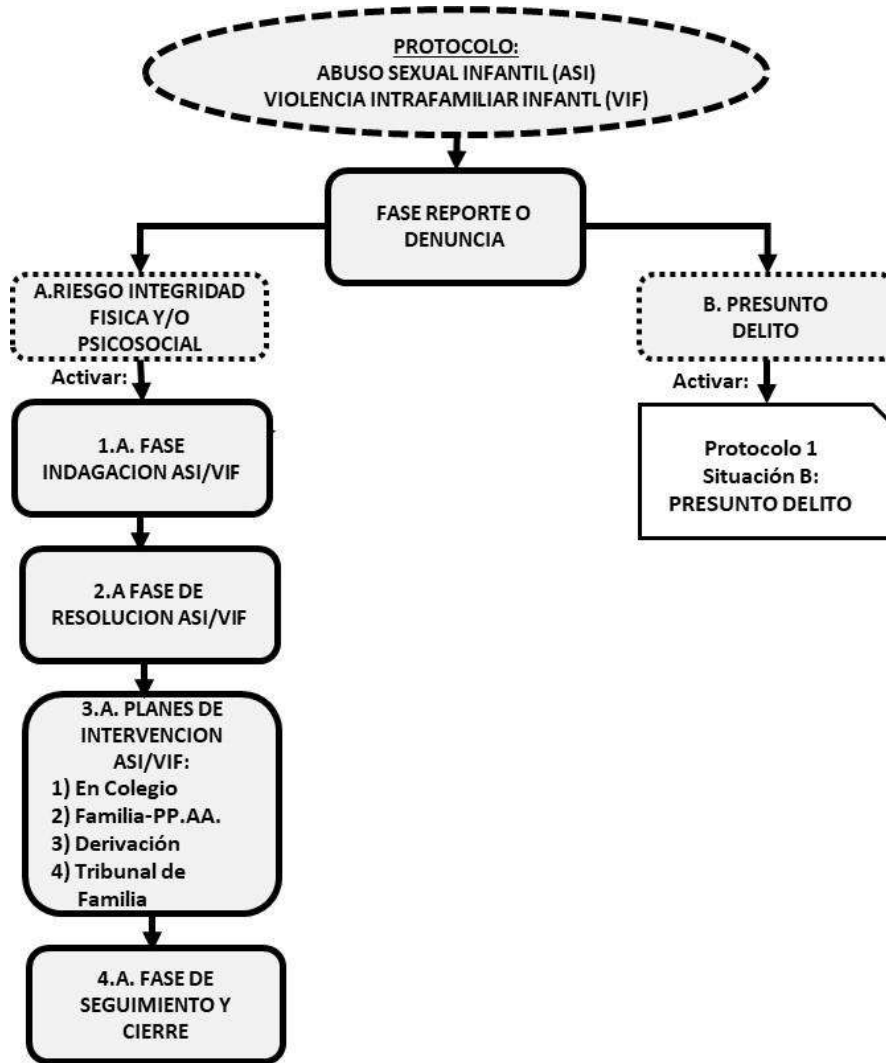 PROTOCOLO:
ABUSO SEXUAL INFANTIL (ASI)
VIOLENCIA INTRAFAMILIAR INFANTL (VIF)
FASE REPORTE O
DENUNCIA
A.RIESGO INTEGRIDAD
FISICA Y/O
PSICOSOCIAL
Activar:
1.A. FASE
INDAGACION ASI/VIF
2.A FASE DE
RESOLUCION ASI/VIF
3.A. PLANES DE
INTERVENCION
ASI/VIF:
1) En Colegio
2) Familia-PP.AA.
3) Derivación
4) Tribunal de
Familia
4.A. FASE DE
SEGUIMIENTO Y
CIERRE
B. PRESUNTO
DELITO
Activar:
Protocolo 1
Situación B:
PRESUNTO DELITO